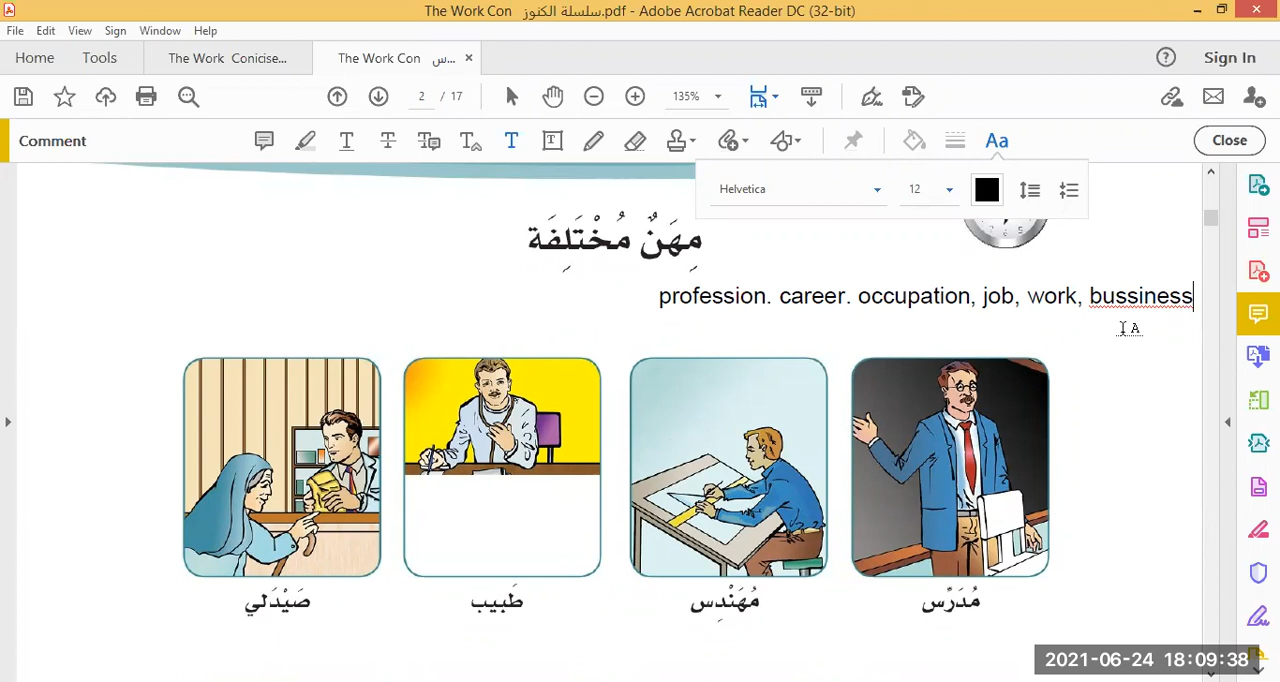 The Work Con سلسلة الكنوز.pdf - Adobe Acrobat Reader DC (32-bit)
File Edit View Sign Window Help
Home Tools The Work Conicise... The Work Con س... × Sign In
2 / 17 135%
Comment Close
Helvetica 12
مِهَنٌ مُخْتَلِفَة
profession. career. occupation, job, work, bussiness
مُدَرِّس مُهَنْدِس طَبيب صَيْدَلي
2021-06-24 18:09:38